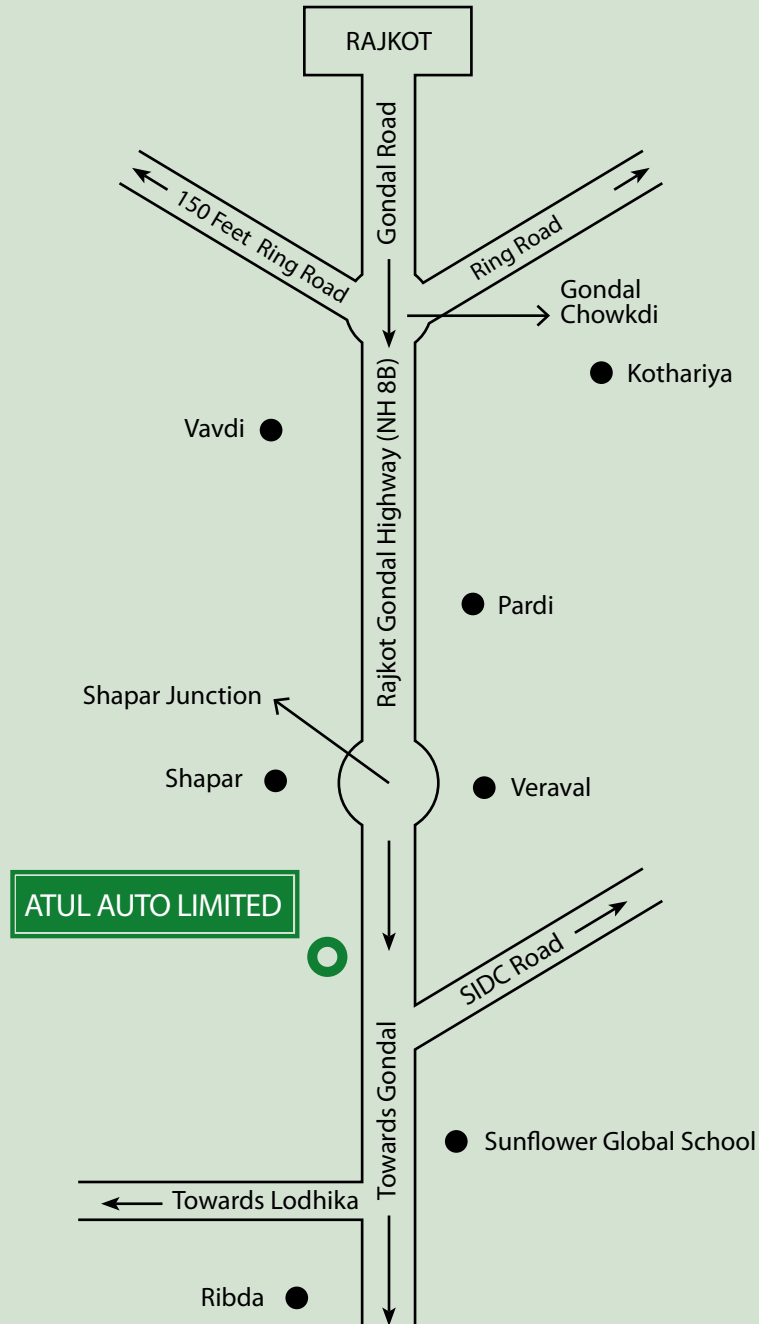 RAJKOT
Gondal Road
150 Feet Ring Road
Ring Road
Gondal
Chowkdi
Kothariya
Rajkot Gondal Highway (NH 8B)
Vavdi
Pardi
Shapar Junction
Shapar
Veraval
ATUL AUTO LIMITED
SIDC Road
Towards Gondal
Sunflower Global School
Towards Lodhika
Ribda